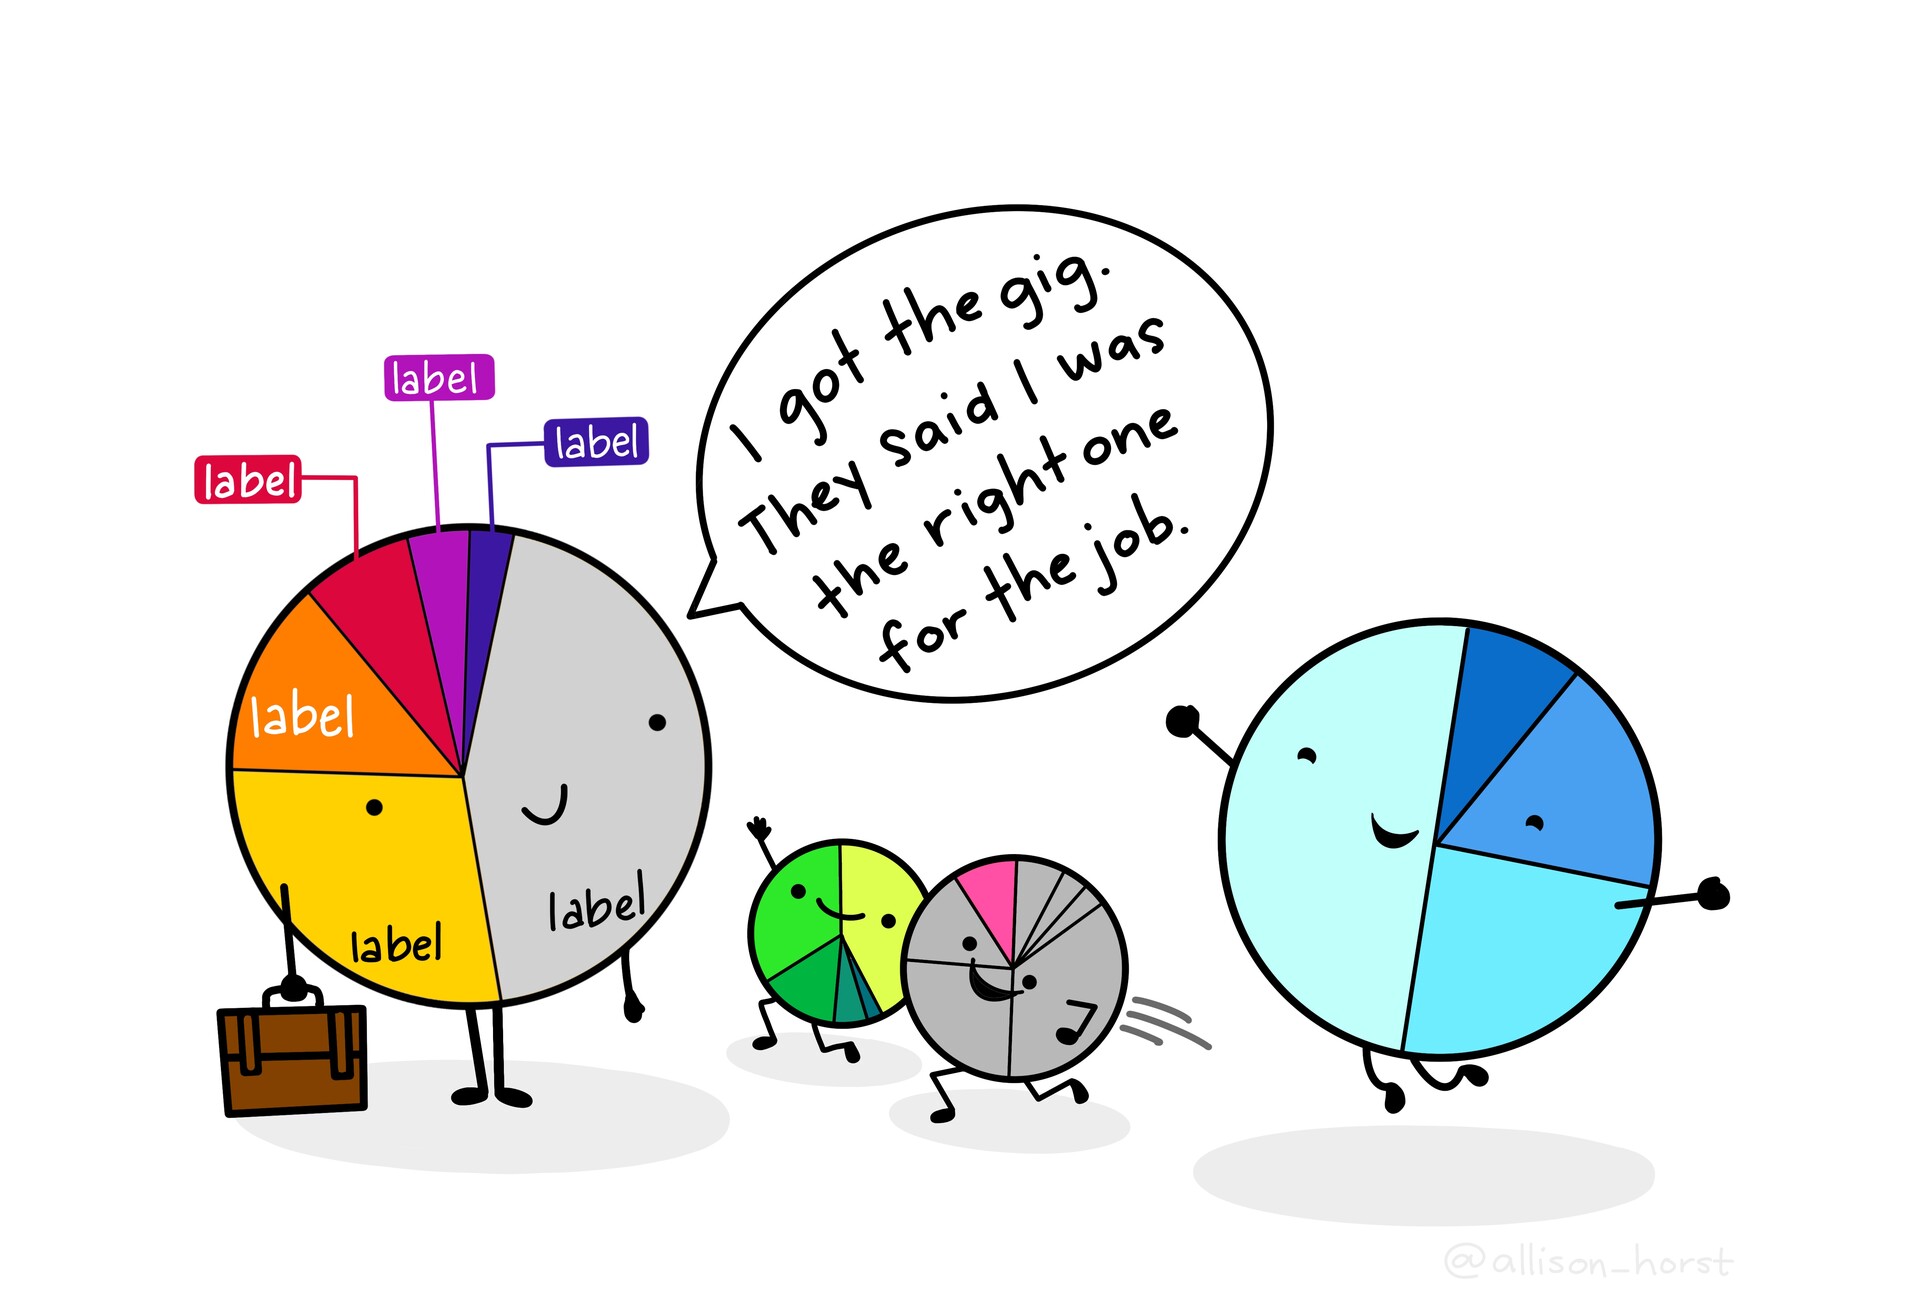 I got the gig.
They said I was
the right one
for the job.
label
label
label
label
label
label
@allison_horst